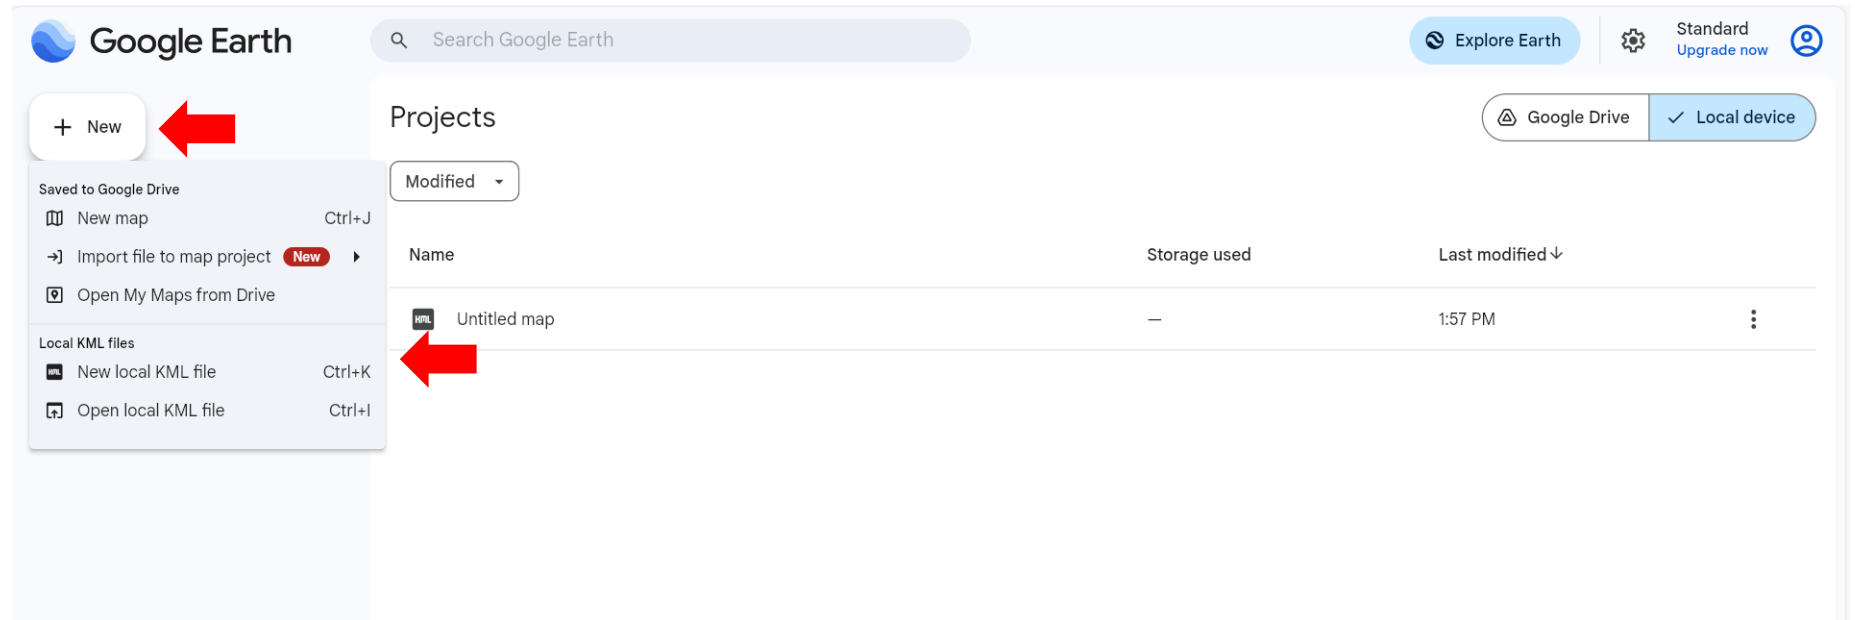 Google Earth
Search Google Earth
Explore Earth
Standard
Upgrade now
New
Projects
Google Drive
Local device
Modified
Saved to Google Drive
New map Ctrl+J
Import file to map project New
Open My Maps from Drive
Local KML files
New local KML file Ctrl+K
Open local KML file Ctrl+I
Name Storage used Last modified
KML Untitled map — 1:57 PM